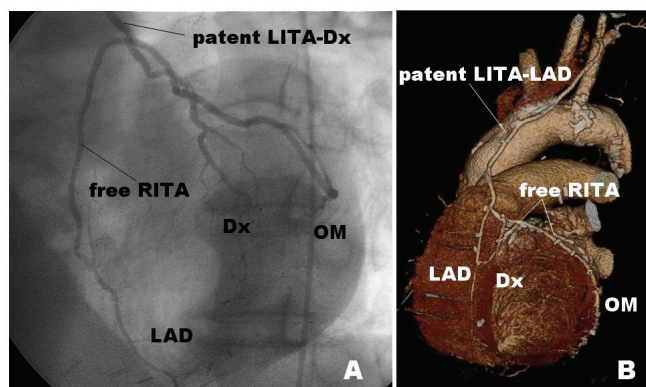 patent LITA-Dx
free RITA
Dx
OM
LAD
A
patent LITA-LAD
free RITA
LAD
Dx
OM
B